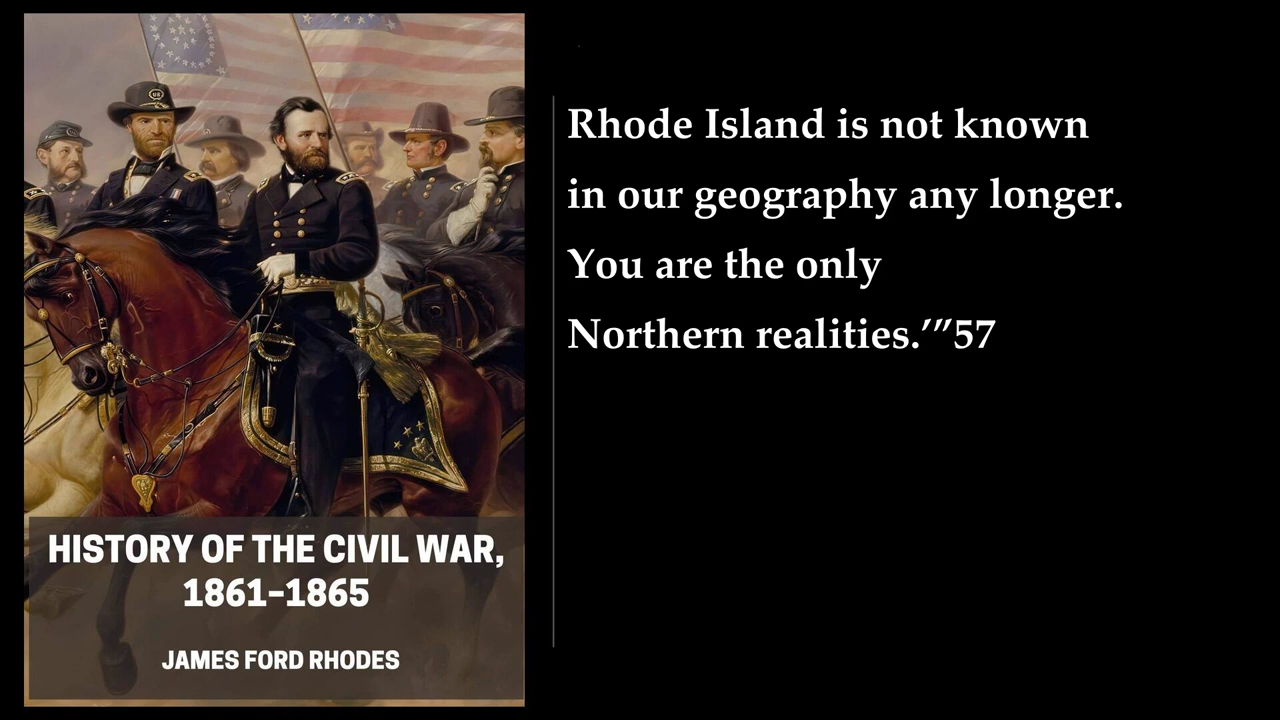 Rhode Island is not known
in our geography any longer.
You are the only
Northern realities.’”57
HISTORY OF THE CIVIL WAR,
1861–1865
JAMES FORD RHODES